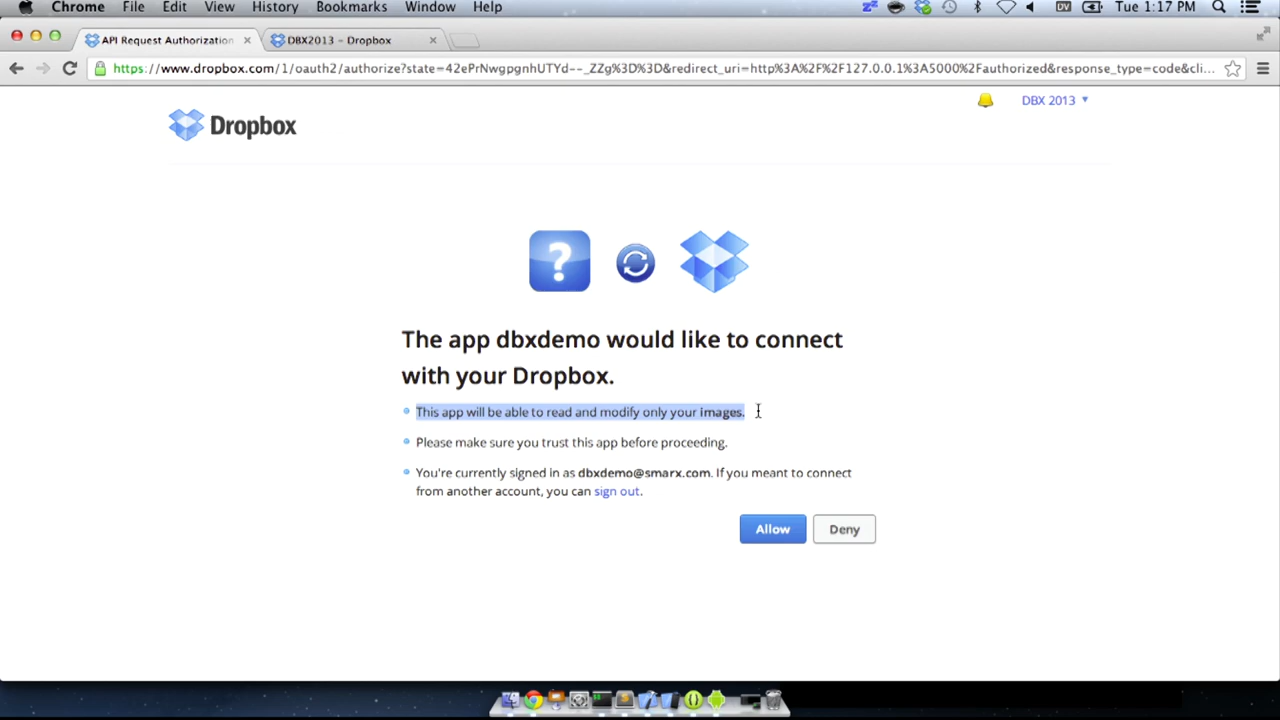 Chrome File Edit View History Bookmarks Window Help Tue 1:17 PM
API Request Authorization DBX2013 – Dropbox
https://www.dropbox.com/1/oauth2/authorize?state=42ePrNwgpgnhUTYd--_ZZg%3D%3D&redirect_uri=http%3A%2F%2F127.0.0.1%3A5000%2Fauthorized&response_type=code&cli...
DBX 2013
Dropbox
?
The app dbxdemo would like to connect
with your Dropbox.
This app will be able to read and modify only your images.
Please make sure you trust this app before proceeding.
You're currently signed in as dbxdemo@smarx.com. If you meant to connect
from another account, you can sign out.
Allow Deny